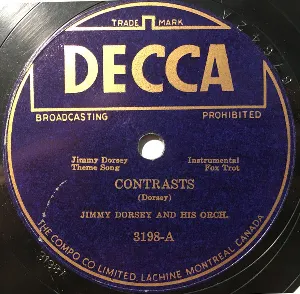 TRADE MARK
DECCA
BROADCASTING PROHIBITED
Jimmy Dorsey Instrumental
Theme Song Fox Trot
CONTRASTS
(Dorsey)
JIMMY DORSEY AND HIS OECH.
3198-A
THE COMPO CO. LIMITED, LACHINE MONTREAL CANADA